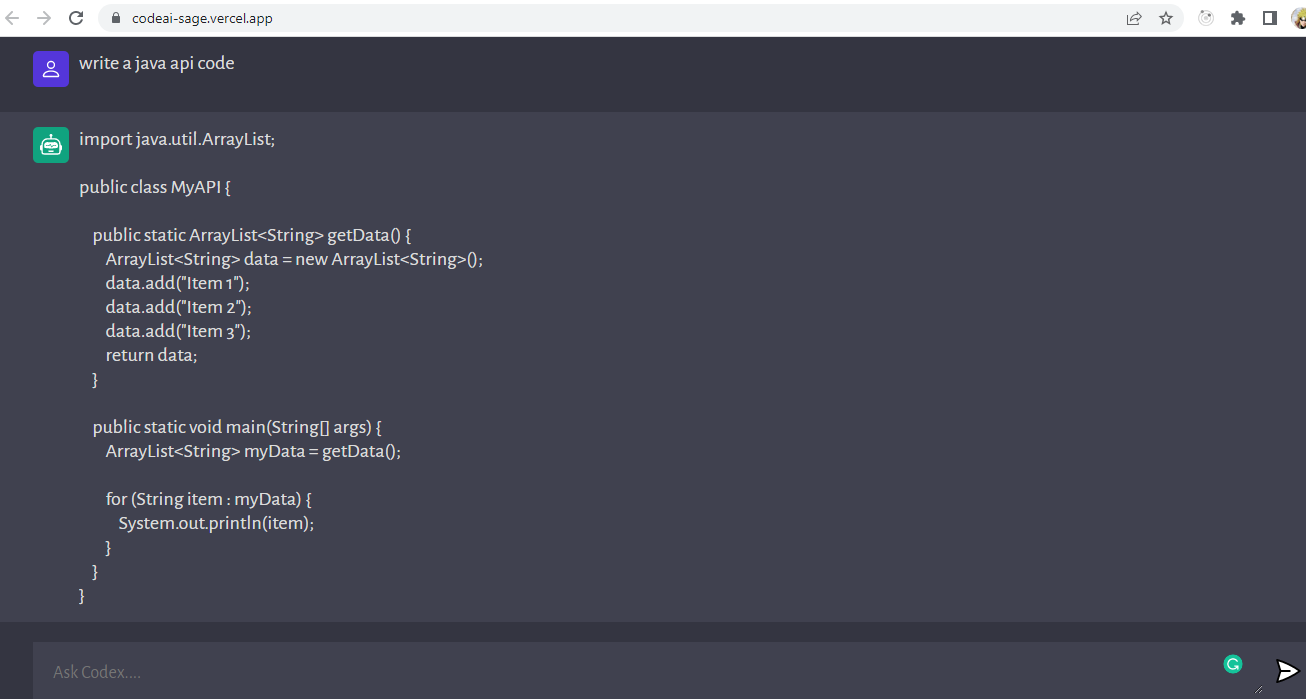 codeai-sage.vercel.app
write a java api code
import java.util.ArrayList;
public class MyAPI {
public static ArrayList<String> getData() {
ArrayList<String> data = new ArrayList<String>();
data.add("Item 1");
data.add("Item 2");
data.add("Item 3");
return data;
}
public static void main(String[] args) {
ArrayList<String> myData = getData();
for (String item : myData) {
System.out.println(item);
}
}
}
Ask Codex....